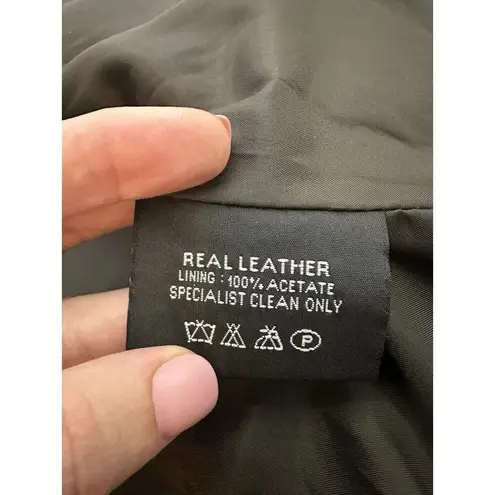 REAL LEATHER
LINING : 100% ACETATE
SPECIALIST CLEAN ONLY
P